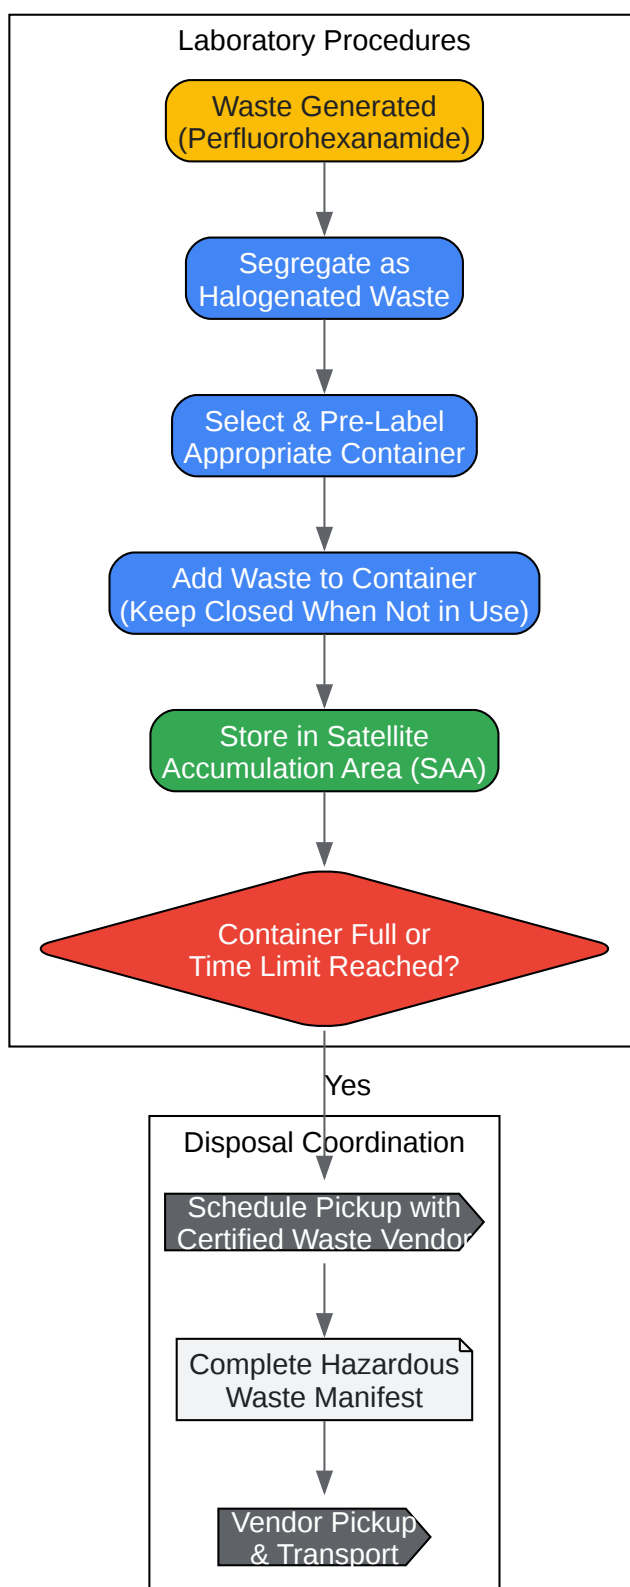 Laboratory Procedures
Waste Generated
(Perfluorohexanamide)
Segregate as
Halogenated Waste
Select & Pre-Label
Appropriate Container
Add Waste to Container
(Keep Closed When Not in Use)
Store in Satellite
Accumulation Area (SAA)
Container Full or
Time Limit Reached?
Yes
Disposal Coordination
Schedule Pickup with
Certified Waste Vendor
Complete Hazardous
Waste Manifest
Vendor Pickup
& Transport